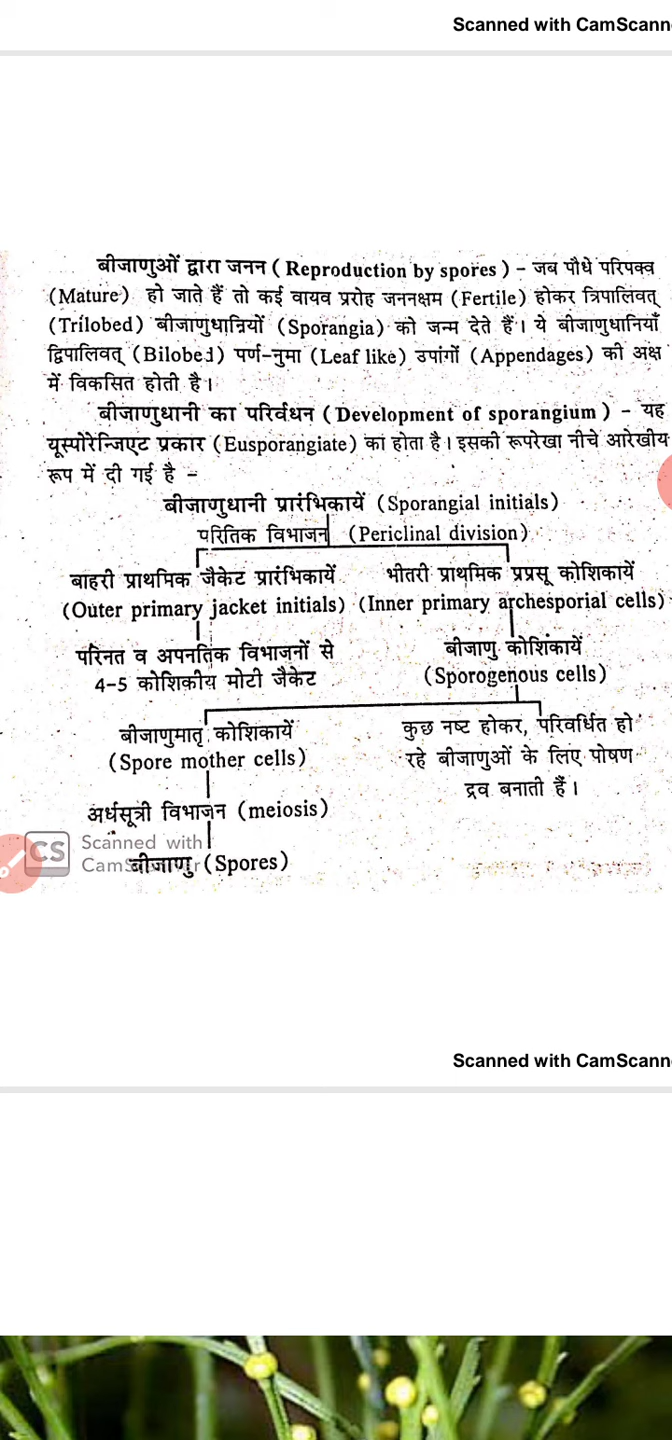 Scanned with CamScann
बीजाणुओं द्वारा जनन (Reproduction by spores) – जब पौधे परिपक्व
(Mature) हो जाते हैं तो कई वायव प्ररोह जननक्षम (Fertile) होकर त्रिपालिवत्
(Trilobed) बीजाणुधानियों (Sporangia) को जन्म देते हैं। ये बीजाणुधानियाँ
द्विपालिवत् (Bilobed) पर्ण-नुमा (Leaf like) उपांगों (Appendages) की अक्ष
में विकसित होती है।
बीजाणुधानी का परिर्वधन (Development of sporangium) – यह
यूस्पोरेन्जिएट प्रकार (Eusporangiate) का होता है। इसकी रूपरेखा नीचे आरेखीय
रूप में दी गई है –
बीजाणुधानी प्रारंभिकायें (Sporangial initials)
परितिक विभाजन (Periclinal division)
बाहरी प्राथमिक जैकेट प्रारंभिकायें भीतरी प्राथमिक प्रप्रसू कोशिकायें
(Outer primary jacket initials) (Inner primary archesporial cells)
परिनत व अपनतिक विभाजनों से बीजाणु कोशिकायें
4-5 कोशिकीय मोटी जैकेट (Sporogenous cells)
बीजाणुमातृ कोशिकायें कुछ नष्ट होकर, परिवर्धित हो
(Spore mother cells) रहे बीजाणुओं के लिए पोषण
द्रव बनाती हैं।
अर्धसूत्री विभाजन (meiosis)
CS Scanned with
बीजाणु (Spores)
Scanned with CamScann